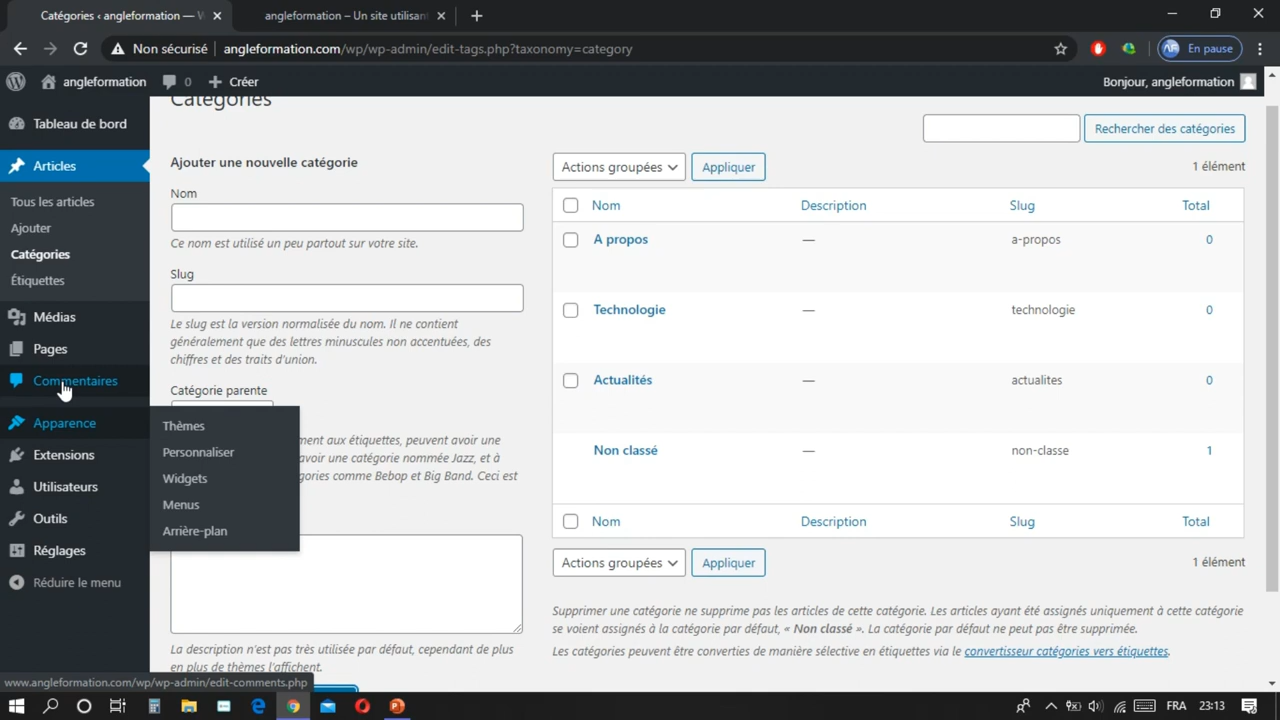 Catégories ‹ angleformation — W
angleformation – Un site utilisan
Non sécurisé
angleformation.com/wp/wp-admin/edit-tags.php?taxonomy=category
En pause
angleformation
0
Créer
Bonjour, angleformation
Tableau de bord
Articles
Tous les articles
Ajouter
Catégories
Étiquettes
Médias
Pages
Commentaires
Apparence
Extensions
Utilisateurs
Outils
Réglages
Réduire le menu
Thèmes
Personnaliser
Widgets
Menus
Arrière-plan
Catégories
Ajouter une nouvelle catégorie
Nom
Ce nom est utilisé un peu partout sur votre site.
Slug
Le slug est la version normalisée du nom. Il ne contient
généralement que des lettres minuscules non accentuées, des
chiffres et des traits d’union.
Catégorie parente
ment aux étiquettes, peuvent avoir une
avoir une catégorie nommée Jazz, et à
gories comme Bebop et Big Band. Ceci est
La description n’est pas très utilisée par défaut, cependant de plus
en plus de thèmes l’affichent.
Rechercher des catégories
Actions groupées
Appliquer
1 élément
Nom Description Slug Total
A propos — a-propos 0
Technologie — technologie 0
Actualités — actualites 0
Non classé — non-classe 1
Nom Description Slug Total
Actions groupées
Appliquer
1 élément
Supprimer une catégorie ne supprime pas les articles de cette catégorie. Les articles ayant été assignés uniquement à cette catégorie
se voient assignés à la catégorie par défaut, « Non classé ». La catégorie par défaut ne peut pas être supprimée.
Les catégories peuvent être converties de manière sélective en étiquettes via le convertisseur catégories vers étiquettes.
www.angleformation.com/wp/wp-admin/edit-comments.php
FRA
23:13